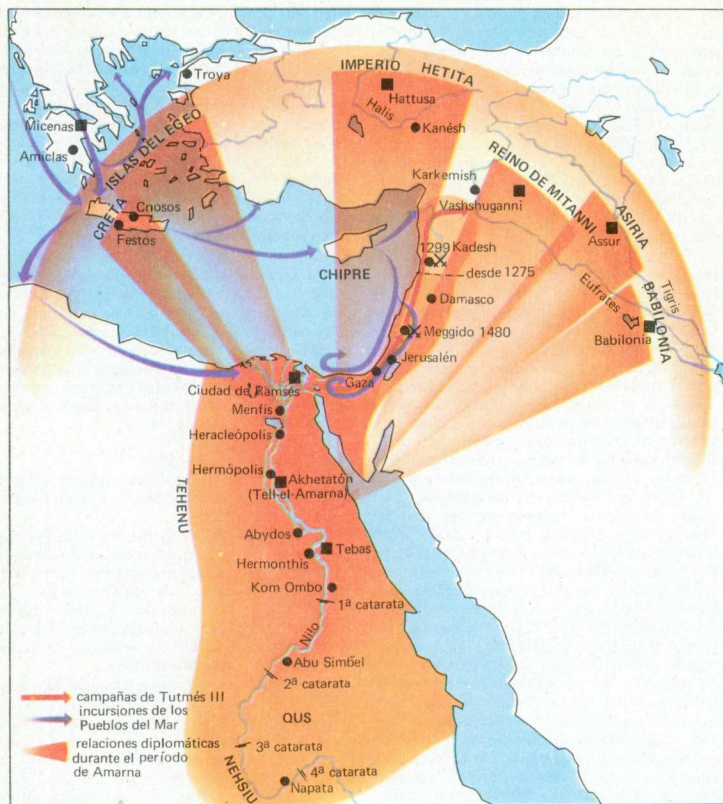 Troya
IMPERIO HETITA
Hattusa
Halis
Kanésh
Micenas
Amiclas
ISLAS DEL EGEO
CRETA
Cnosos
Festos
CHIPRE
Karkemish
REINO DE MITANNI
Vashshuganni
ASIRIA
Assur
1299 Kadesh
desde 1275
Damasco
Eufrates
Tigris
BABILONIA
Babilonia
Meggido 1480
Jerusalén
Gaza
Ciudad de Ramsés
Menfis
Heracleópolis
Hermópolis
Akhetatón
(Tell-el-Amarna)
TEHENU
Abydos
Tebas
Hermonthis
Kom Ombo
1ª catarata
Nilo
Abu Simbel
2ª catarata
QUS
3ª catarata
NEHSIU
4ª catarata
Napata
campañas de Tutmés III
incursiones de los
Pueblos del Mar
relaciones diplomáticas
durante el período
de Amarna